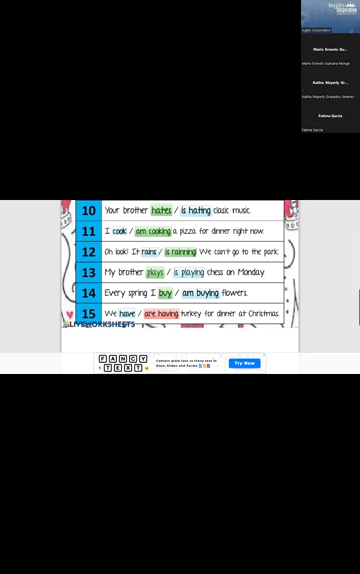 Inglés Corporativo
Inglés Corporativo
Mario Ernesto Gu...
Mario Ernesto Guevara Monge
Kathia Mayerly Gr...
Kathia Mayerly Granados Jimenez
Fatima Garcia
Fatima Garcia
10 Your brother hates / is hating clasic music.
11 I cook / am cooking a pizza for dinner right now.
12 Oh look! It rains / is rainning! We can't go to the park.
13 My brother plays / is playing chess on Monday.
14 Every spring I buy / am buying flowers.
15 We have / are having turkey for dinner at Christmas.
LIVEWORKSHEETS
FANCY
TEXT
Convert plain text to fancy text in
Docs, Slides and Forms
Try Now